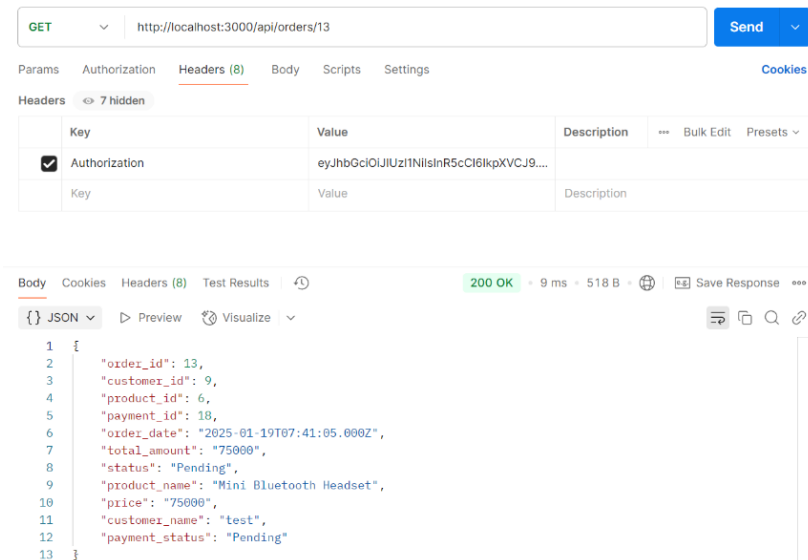 GET http://localhost:3000/api/orders/13 Send
Params Authorization Headers (8) Body Scripts Settings Cookies
Headers 7 hidden
Key Value Description Bulk Edit Presets
Authorization eyJhbGciOiJIUzI1NiIsInR5cCI6IkpXVCJ9....
Key Value Description
Body Cookies Headers (8) Test Results 200 OK • 9 ms • 518 B • Save Response
{} JSON Preview Visualize
1 {
2 "order_id": 13,
3 "customer_id": 9,
4 "product_id": 6,
5 "payment_id": 18,
6 "order_date": "2025-01-19T07:41:05.000Z",
7 "total_amount": "75000",
8 "status": "Pending",
9 "product_name": "Mini Bluetooth Headset",
10 "price": "75000",
11 "customer_name": "test",
12 "payment_status": "Pending"
13 }